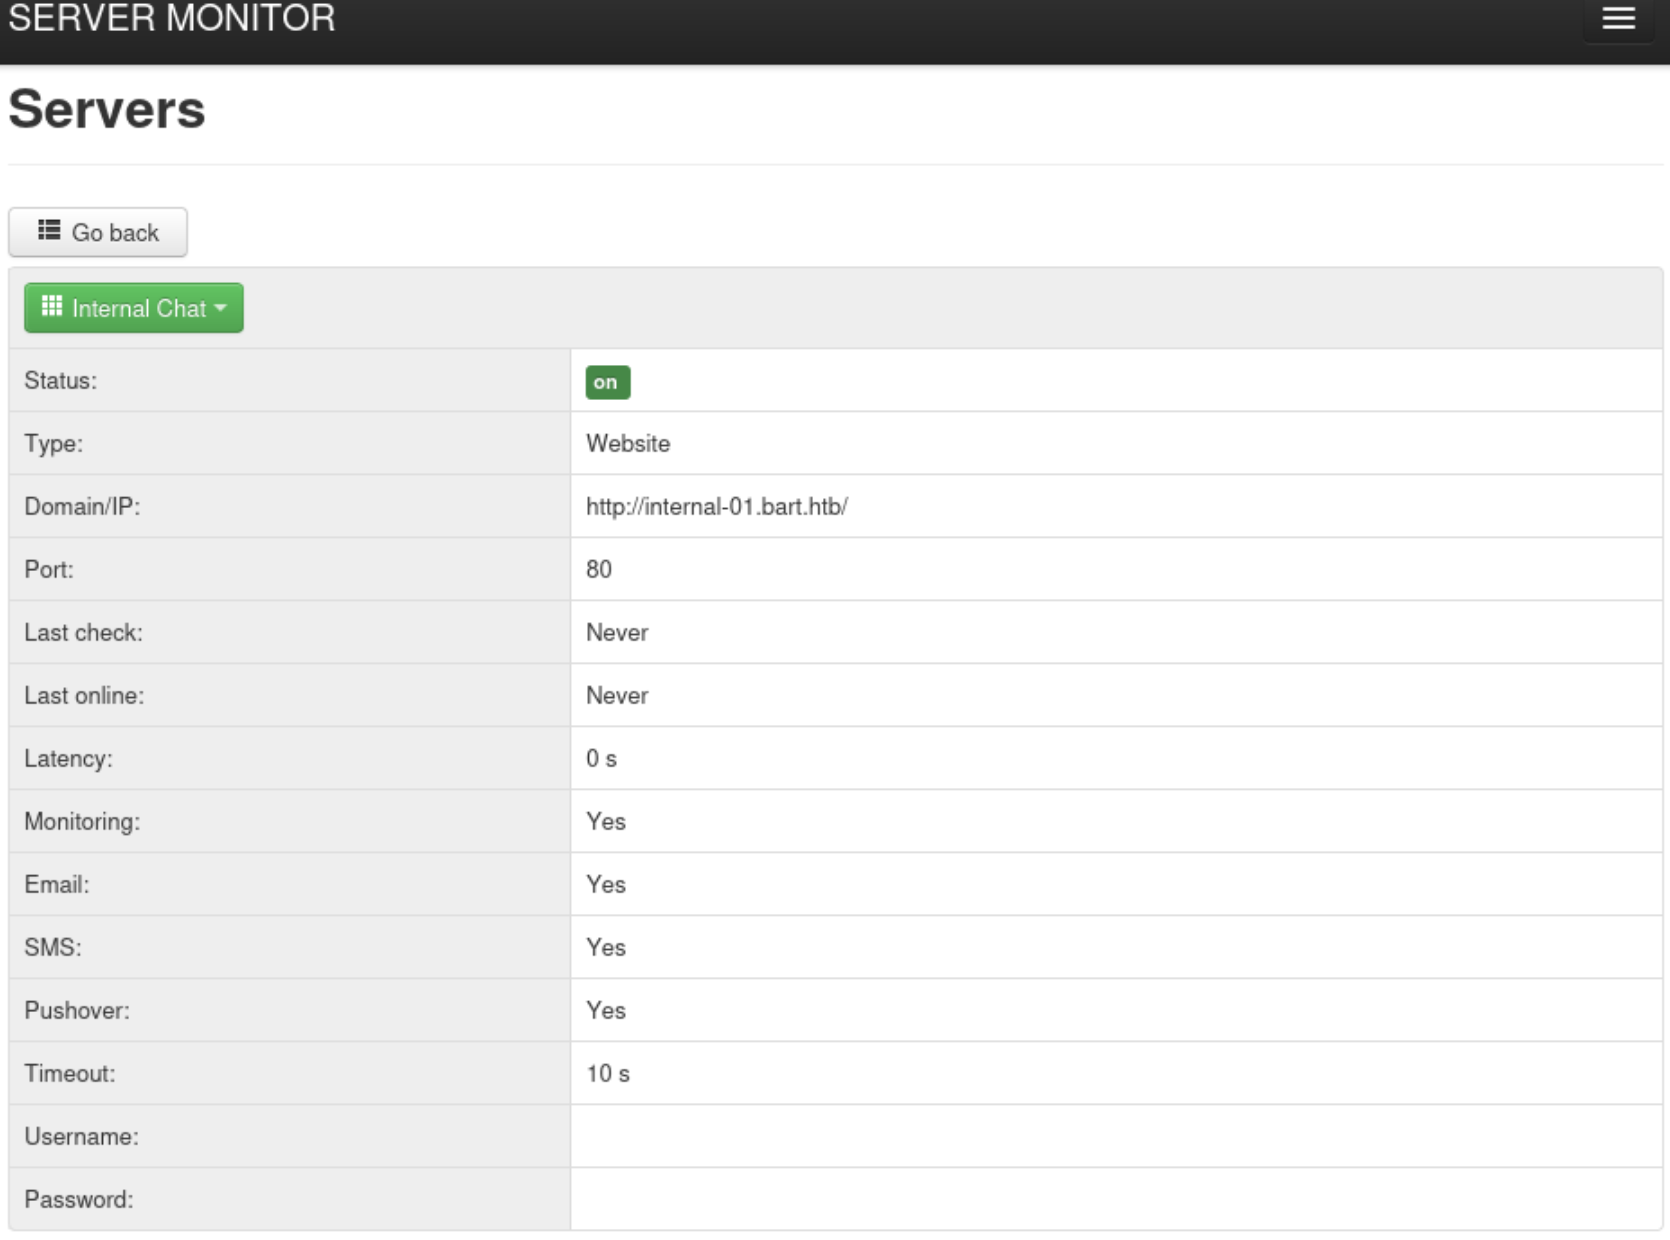 SERVER MONITOR
Servers
Go back
Internal Chat
Status: on
Type: Website
Domain/IP: http://internal-01.bart.htb/
Port: 80
Last check: Never
Last online: Never
Latency: 0 s
Monitoring: Yes
Email: Yes
SMS: Yes
Pushover: Yes
Timeout: 10 s
Username:
Password: